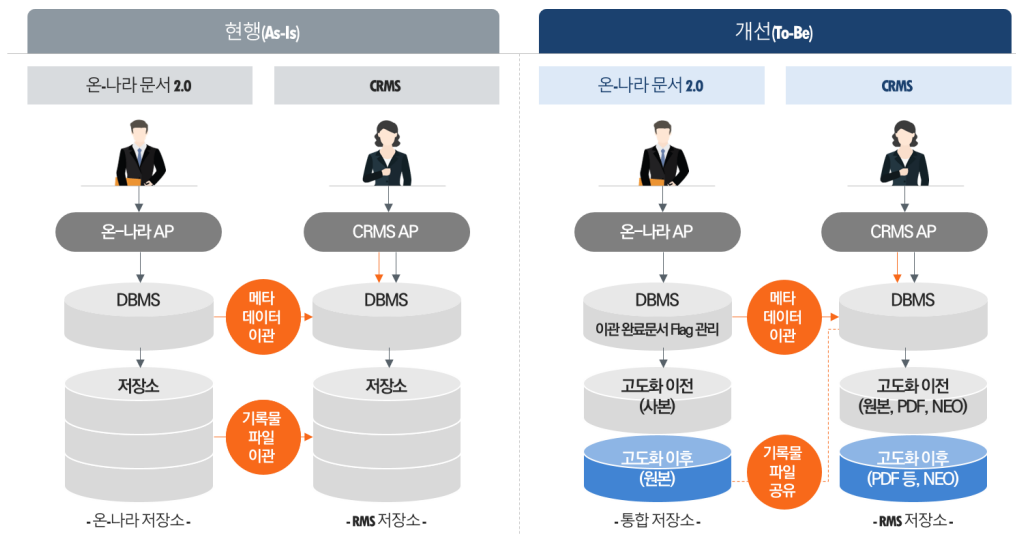 현행(As-Is)
온-나라 문서 2.0
CRMS
온-나라 AP
CRMS AP
DBMS
메타
데이터
이관
DBMS
저장소
기록물
파일
이관
저장소
- 온-나라 저장소 -
- RMS 저장소 -
개선(To-Be)
온-나라 문서 2.0
CRMS
온-나라 AP
CRMS AP
DBMS
이관 완료문서 Flag 관리
메타
데이터
이관
DBMS
고도화 이전
(사본)
고도화 이전
(원본, PDF, NEO)
고도화 이후
(원본)
기록물
파일
공유
고도화 이후
(PDF 등, NEO)
- 통합 저장소 -
- RMS 저장소 -